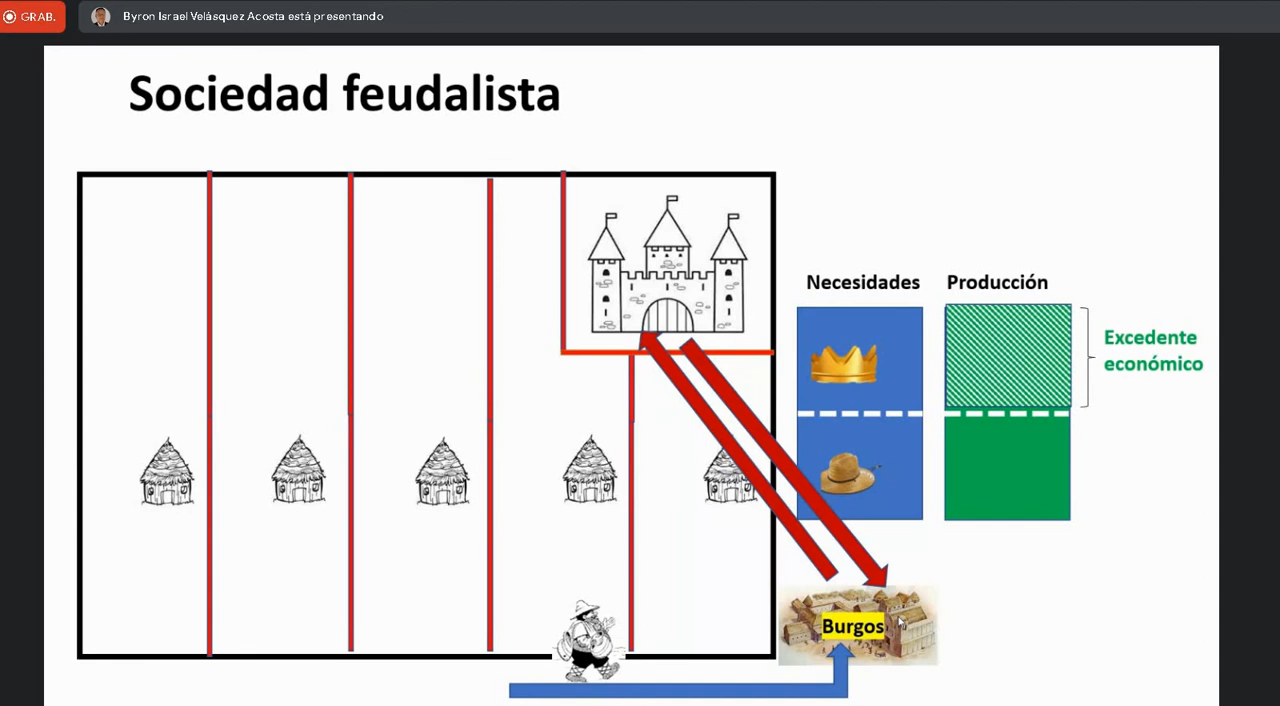 GRAB.
Byron Israel Velásquez Acosta está presentando
Sociedad feudalista
Necesidades
Producción
Excedente
económico
Burgos